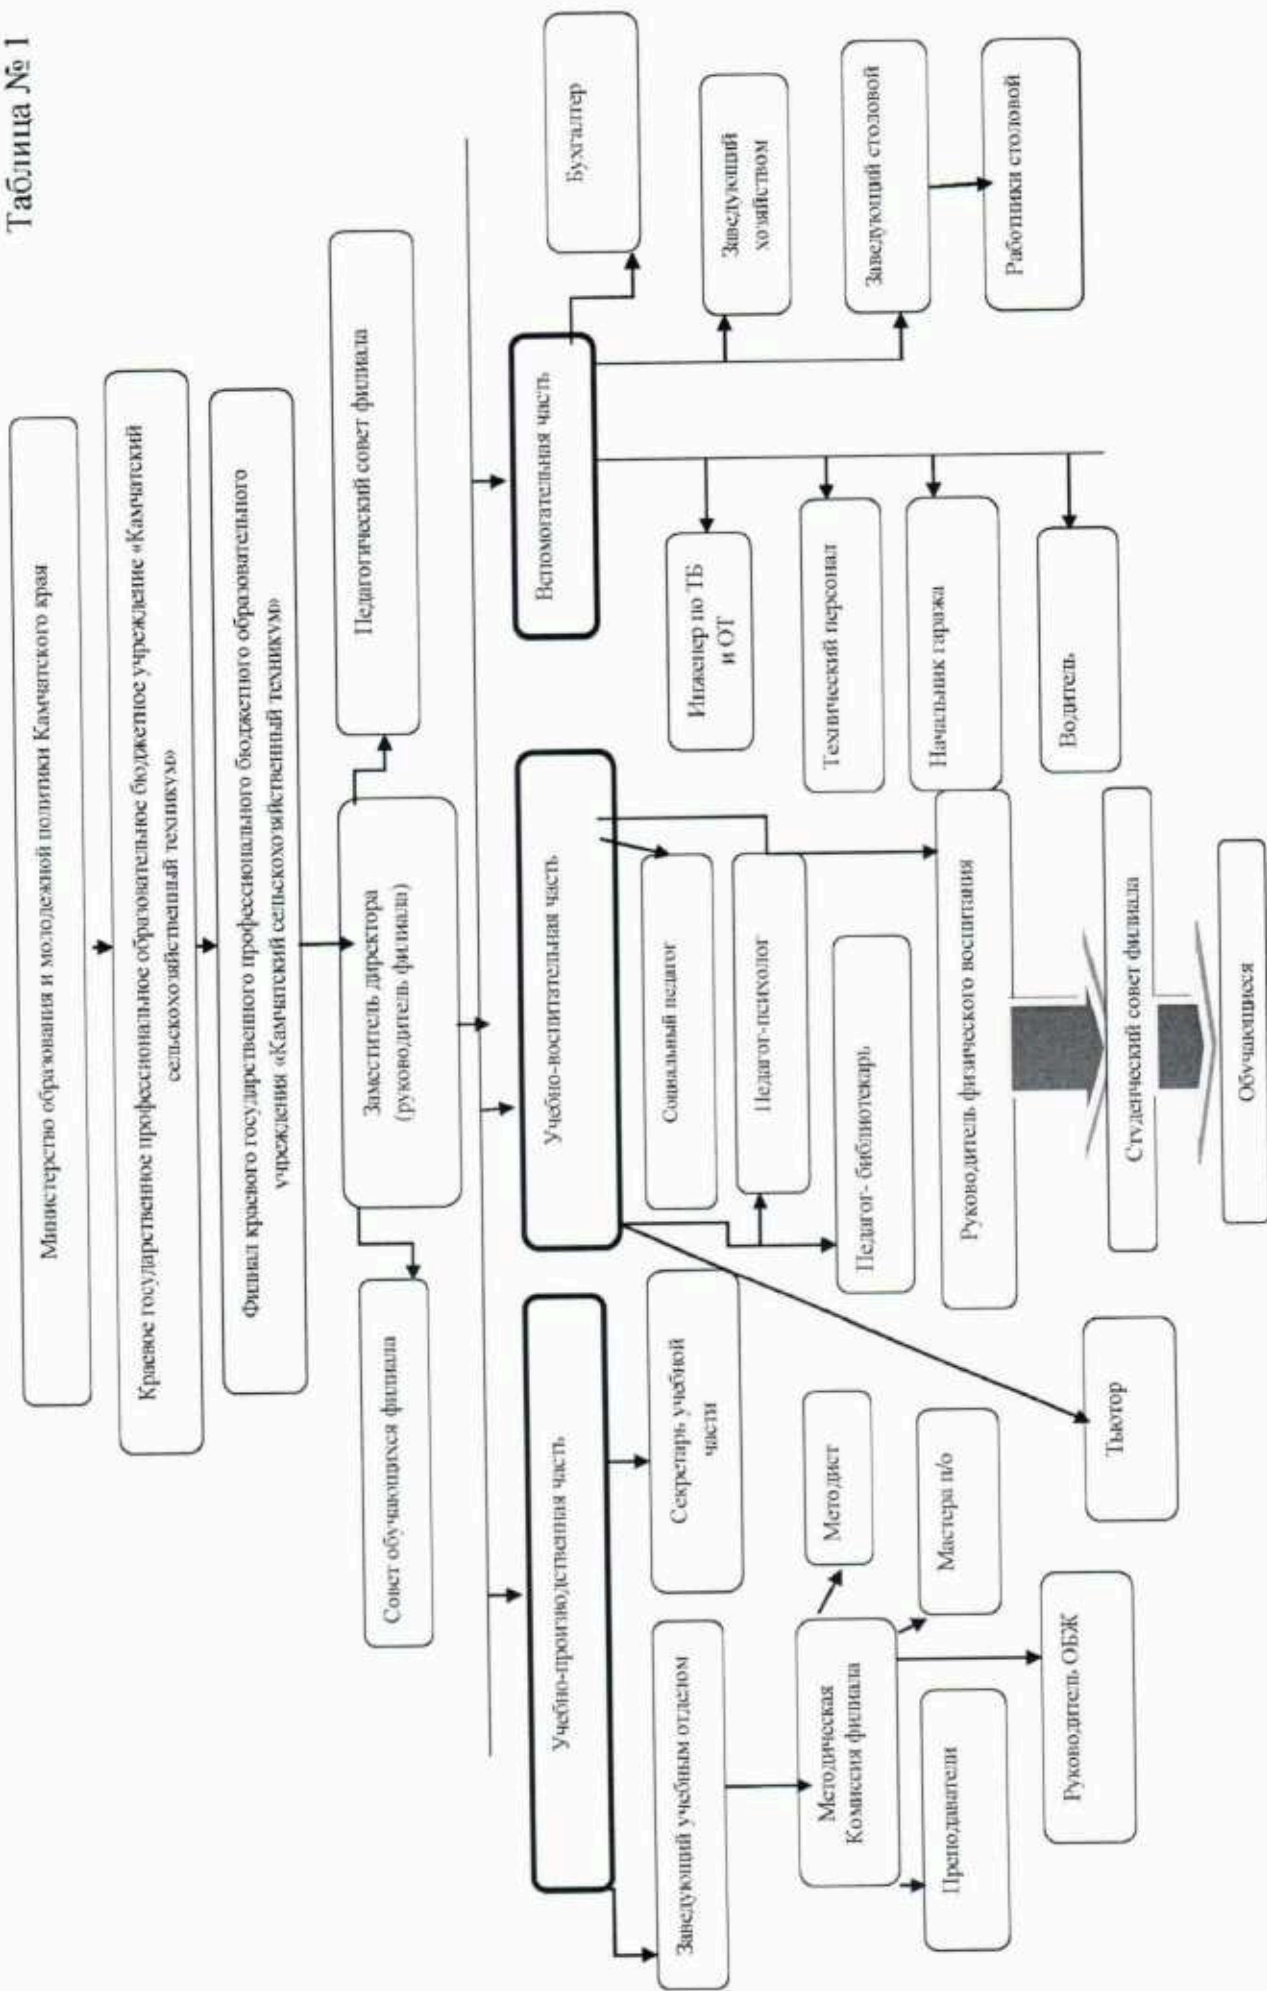 Таблица № 1
Министерство образования и молодежной политики Камчатского края
Краевое государственное профессиональное образовательное бюджетное учреждение «Камчатский
сельскохозяйственный техникум»
Филиал краевого государственного профессионального бюджетного образовательного
учреждения «Камчатский сельскохозяйственный техникум»
Заместитель директора
(руководитель филиала)
Совет обучающихся филиала
Педагогический совет филиала
Учебно-производственная часть
Учебно-воспитательная часть
Вспомогательная часть
Бухгалтер
Заведующий учебным отделом
Секретарь учебной
части
Социальный педагог
Инженер по ТБ
и ОТ
Заведующий
хозяйством
Методическая
Комиссия филиала
Методист
Педагог-психолог
Педагог- библиотекарь
Технический персонал
Заведующий столовой
Преподаватели
Мастера п/о
Руководитель физического воспитания
Начальник гаража
Работники столовой
Руководитель ОБЖ
Тьютор
Студенческий совет филиала
Водитель
Обучающиеся